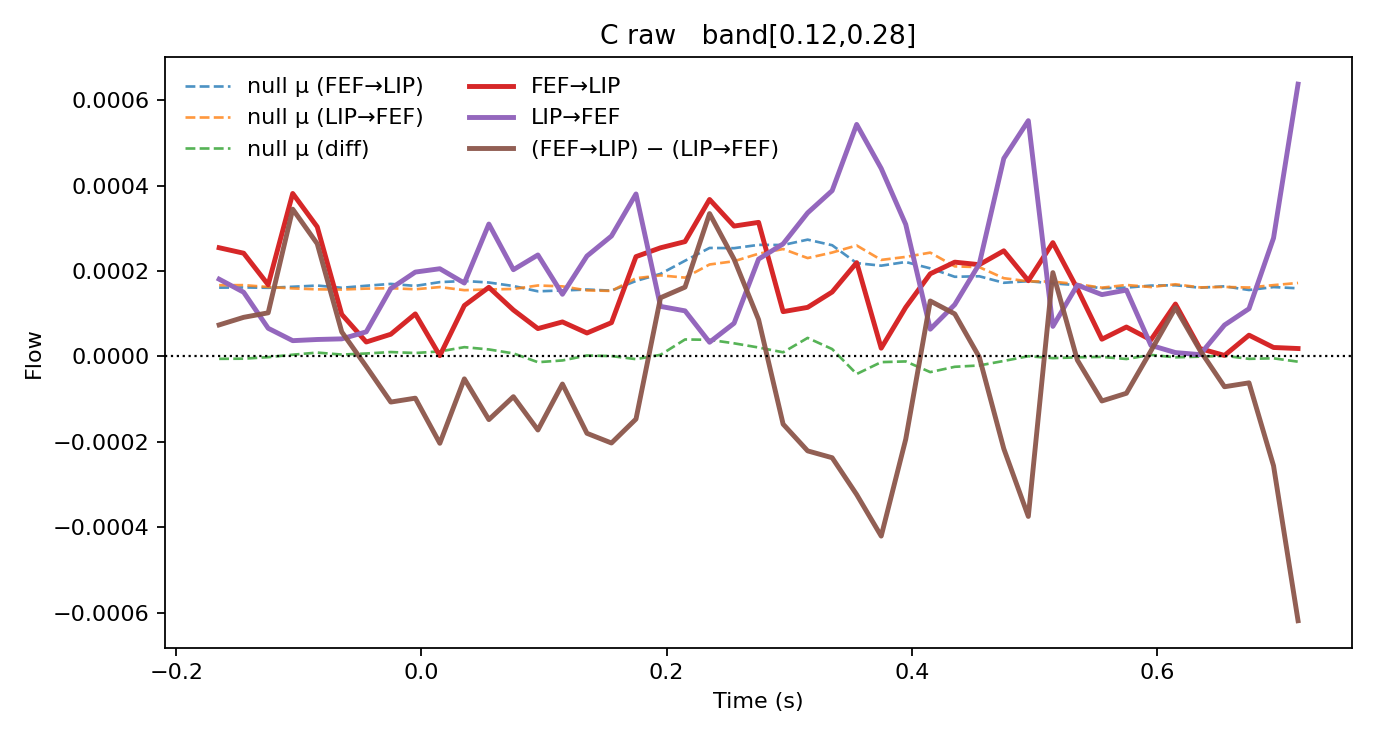 C raw   band[0.12,0.28]
null μ (FEF→LIP)
null μ (LIP→FEF)
null μ (diff)
FEF→LIP
LIP→FEF
(FEF→LIP) − (LIP→FEF)
Flow
0.0006
0.0004
0.0002
0.0000
−0.0002
−0.0004
−0.0006
−0.2
0.0
0.2
0.4
0.6
Time (s)